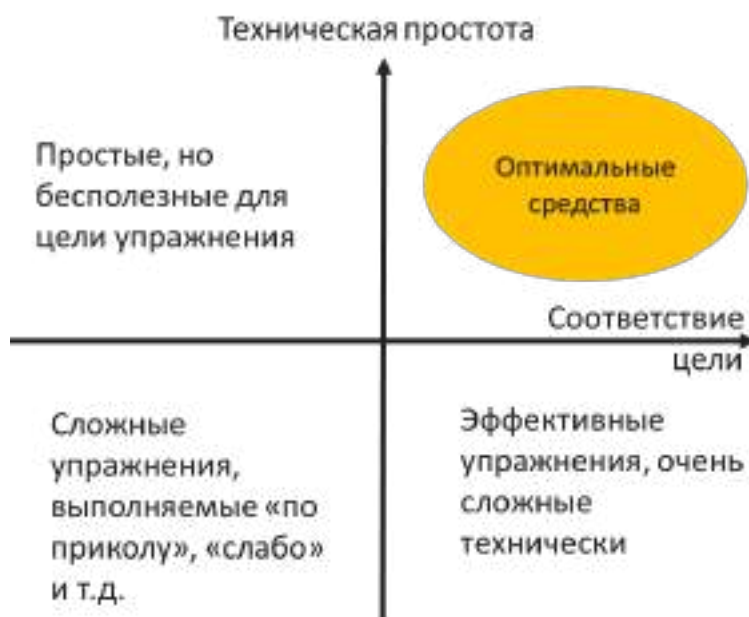 Техническая простота
Простые, но
бесполезные для
цели упражнения
Оптимальные
средства
Соответствие
цели
Сложные
упражнения,
выполняемые «по
приколу», «слабо»
и т.д.
Эффективные
упражнения, очень
сложные
технически